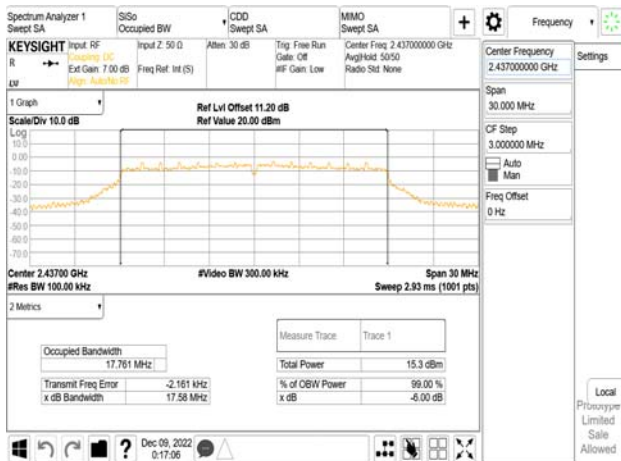 Spectrum Analyzer 1
Swept SA
SiSo
Occupied BW
CDD
Swept SA
MIMO
Swept SA
Frequency
KEYSIGHT
R
LXI
Input: RF
Coupling: DC
Ext Gain: 7.00 dB
Align: Auto/No RF
Input Z: 50 Ω
Freq Ref: Int (S)
Atten: 30 dB
Trig: Free Run
Gate: Off
#IF Gain: Low
Center Freq: 2.437000000 GHz
Avg|Hold: 50/50
Radio Std: None
Center Frequency
2.437000000 GHz
Settings
Span
30.000 MHz
CF Step
3.000000 MHz
Auto
Man
Freq Offset
0 Hz
1 Graph
Scale/Div 10.0 dB
Ref Lvl Offset 11.20 dB
Ref Value 20.00 dBm
Log
10.0
0.00
-10.0
-20.0
-30.0
-40.0
-50.0
-60.0
-70.0
Center 2.43700 GHz
#Res BW 100.00 kHz
#Video BW 300.00 kHz
Span 30 MHz
Sweep 2.93 ms (1001 pts)
2 Metrics
Measure Trace Trace 1
Occupied Bandwidth
17.761 MHz
Total Power 15.3 dBm
Transmit Freq Error -2.161 kHz
% of OBW Power 99.00 %
x dB Bandwidth 17.58 MHz
x dB -6.00 dB
Local
Prototype
Limited
Sale
Allowed
Dec 09, 2022
0:17:06